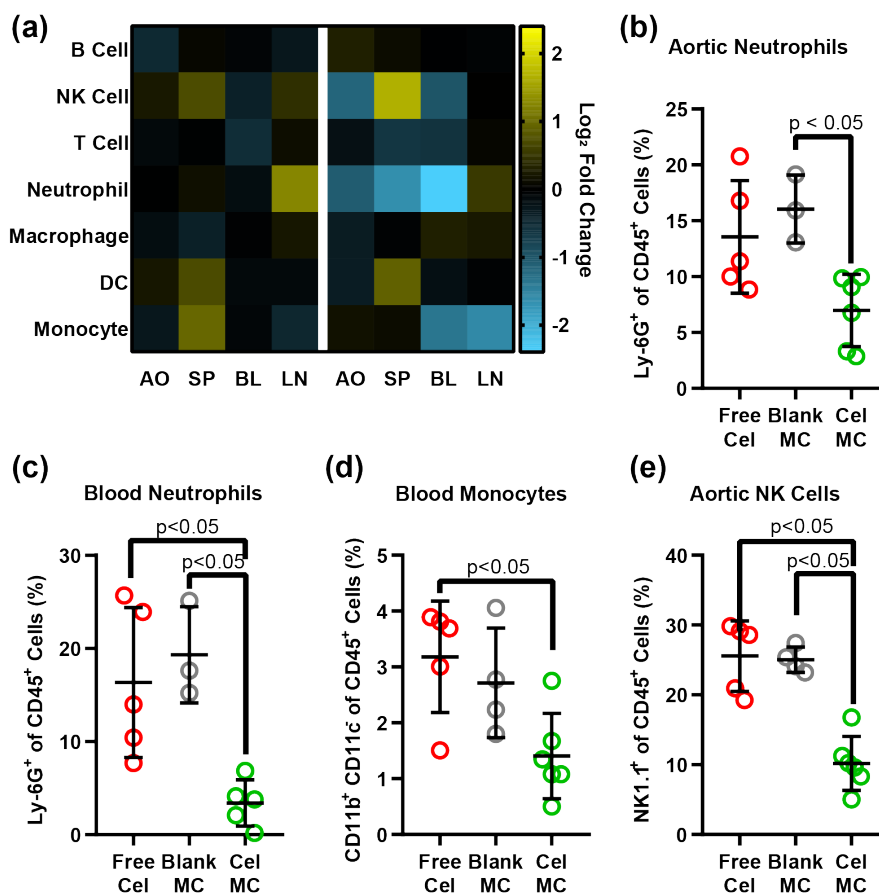 (a)
B Cell
NK Cell
T Cell
Neutrophil
Macrophage
DC
Monocyte
AO SP BL LN AO SP BL LN
2
1
0
-1
-2
Log₂ Fold Change
(b)
Aortic Neutrophils
Ly-6G⁺ of CD45⁺ Cells (%)
25
20
15
10
5
0
p < 0.05
Free Blank Cel
Cel MC MC
(c)
Blood Neutrophils
Ly-6G⁺ of CD45⁺ Cells (%)
30
20
10
0
p<0.05
p<0.05
Free Blank Cel
Cel MC MC
(d)
Blood Monocytes
CD11b⁺ CD11c⁻ of CD45⁺ Cells (%)
5
4
3
2
1
0
p<0.05
Free Blank Cel
Cel MC MC
(e)
Aortic NK Cells
NK1.1⁺ of CD45⁺ Cells (%)
40
30
20
10
0
p<0.05
p<0.05
Free Blank Cel
Cel MC MC